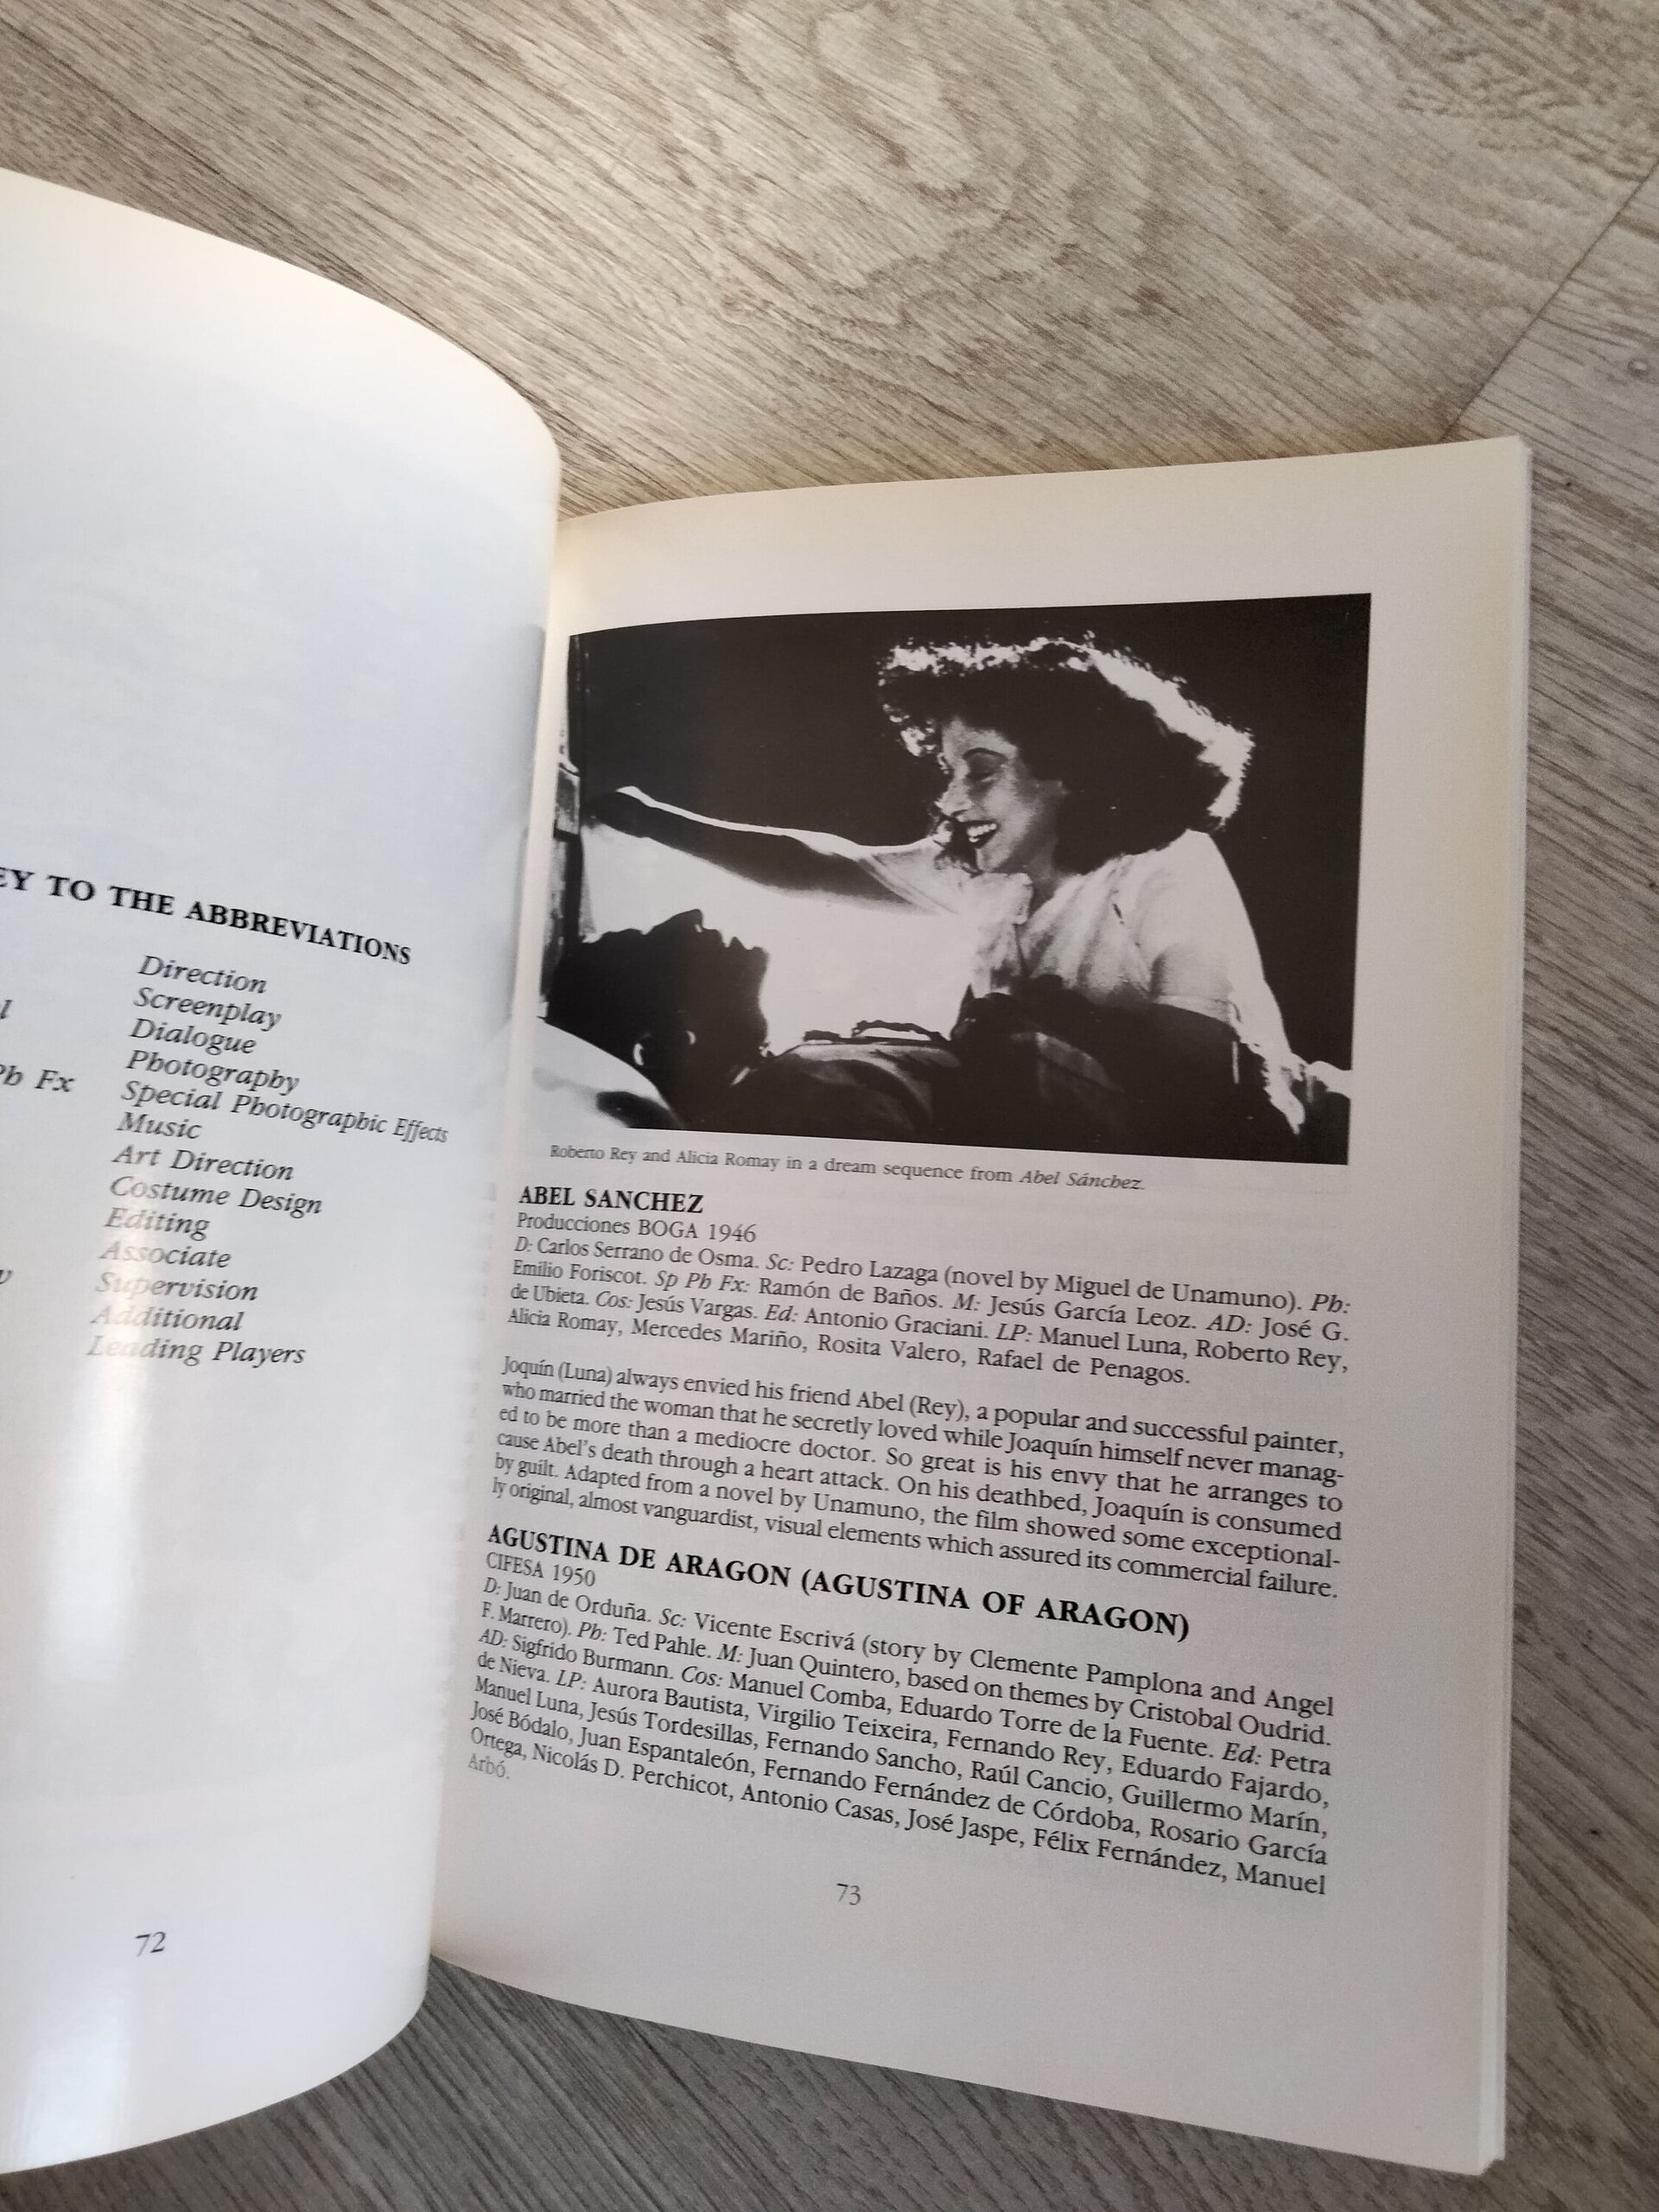 EY TO THE ABBREVIATIONS
Direction
Screenplay
Dialogue
Photography
Ph Fx Special Photographic Effects
Music
Art Direction
Costume Design
Editing
Associate
Supervision
Additional
Leading Players
72
Roberto Rey and Alicia Romay in a dream sequence from Abel Sánchez.
ABEL SANCHEZ
Producciones BOGA 1946
D: Carlos Serrano de Osma. Sc: Pedro Lazaga (novel by Miguel de Unamuno). Ph:
Emilio Foriscot. Sp Ph Fx: Ramón de Baños. M: Jesús García Leoz. AD: José G.
de Ubieta. Cos: Jesús Vargas. Ed: Antonio Graciani. LP: Manuel Luna, Roberto Rey,
Alicia Romay, Mercedes Mariño, Rosita Valero, Rafael de Penagos.
Joquín (Luna) always envied his friend Abel (Rey), a popular and successful painter,
who married the woman that he secretly loved while Joaquín himself never manag-
ed to be more than a mediocre doctor. So great is his envy that he arranges to
cause Abel's death through a heart attack. On his deathbed, Joaquín is consumed
by guilt. Adapted from a novel by Unamuno, the film showed some exceptional-
ly original, almost vanguardist, visual elements which assured its commercial failure.
AGUSTINA DE ARAGON (AGUSTINA OF ARAGON)
CIFESA 1950
D: Juan de Orduña. Sc: Vicente Escrivá (story by Clemente Pamplona and Angel
F. Marrero). Ph: Ted Pahle. M: Juan Quintero, based on themes by Cristobal Oudrid.
AD: Sigfrido Burmann. Cos: Manuel Comba, Eduardo Torre de la Fuente. Ed: Petra
de Nieva. LP: Aurora Bautista, Virgilio Teixeira, Fernando Rey, Eduardo Fajardo,
Manuel Luna, Jesús Tordesillas, Fernando Sancho, Raúl Cancio, Guillermo Marín,
José Bódalo, Juan Espantaleón, Fernando Fernández de Córdoba, Rosario García
Ortega, Nicolás D. Perchicot, Antonio Casas, José Jaspe, Félix Fernández, Manuel
Arbó.
73